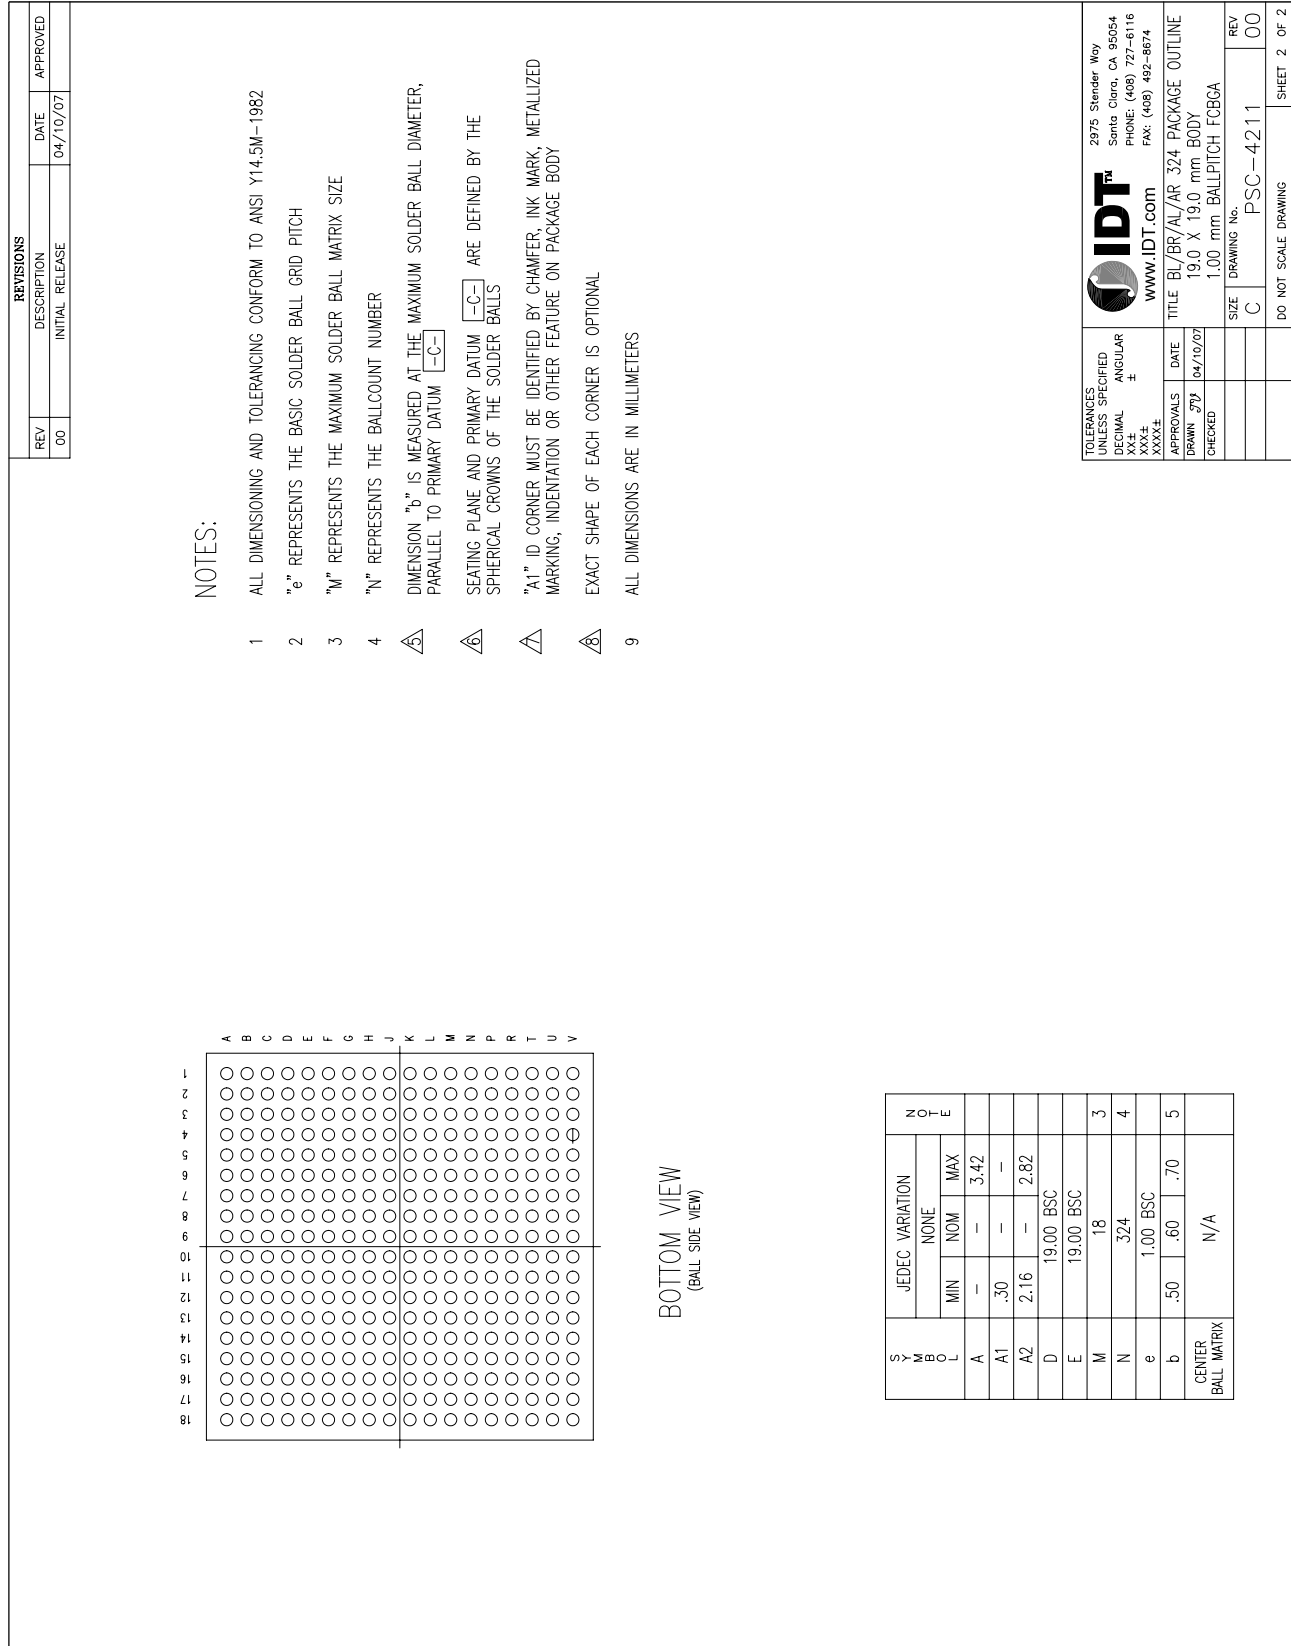 REVISIONS
REV DESCRIPTION DATE APPROVED
00 INITIAL RELEASE 04/10/07
NOTES:
1 ALL DIMENSIONING AND TOLERANCING CONFORM TO ANSI Y14.5M-1982
2 "e" REPRESENTS THE BASIC SOLDER BALL GRID PITCH
3 "M" REPRESENTS THE MAXIMUM SOLDER BALL MATRIX SIZE
4 "N" REPRESENTS THE BALLCOUNT NUMBER
5 DIMENSION "b" IS MEASURED AT THE MAXIMUM SOLDER BALL DIAMETER,
PARALLEL TO PRIMARY DATUM -C-
6 SEATING PLANE AND PRIMARY DATUM -C- ARE DEFINED BY THE
SPHERICAL CROWNS OF THE SOLDER BALLS
7 "A1" ID CORNER MUST BE IDENTIFIED BY CHAMFER, INK MARK, METALLIZED
MARKING, INDENTATION OR OTHER FEATURE ON PACKAGE BODY
8 EXACT SHAPE OF EACH CORNER IS OPTIONAL
9 ALL DIMENSIONS ARE IN MILLIMETERS
18 17 16 15 14 13 12 11 10 9 8 7 6 5 4 3 2 1
A
B
C
D
E
F
G
H
J
K
L
M
N
P
R
T
U
V
BOTTOM VIEW
(BALL SIDE VIEW)
SYMBOL JEDEC VARIATION NOTE
NONE
MIN NOM MAX
A - - 3.42
A1 .30 - -
A2 2.16 - 2.82
D 19.00 BSC
E 19.00 BSC
M 18 3
N 324 4
e 1.00 BSC
b .50 .60 .70 5
CENTER
BALL MATRIX N/A
TOLERANCES
UNLESS SPECIFIED
DECIMAL ANGULAR
XX± ±
XXX±
XXXX±
APPROVALS DATE
DRAWN 04/10/07
CHECKED
IDT™
www.IDT.com
2975 Stender Way
Santa Clara, CA 95054
PHONE: (408) 727-6116
FAX: (408) 492-8674
TITLE BL/BR/AL/AR 324 PACKAGE OUTLINE
19.0 X 19.0 mm BODY
1.00 mm BALLPITCH FCBGA
SIZE DRAWING No. REV
C PSC-4211 00
DO NOT SCALE DRAWING SHEET 2 OF 2